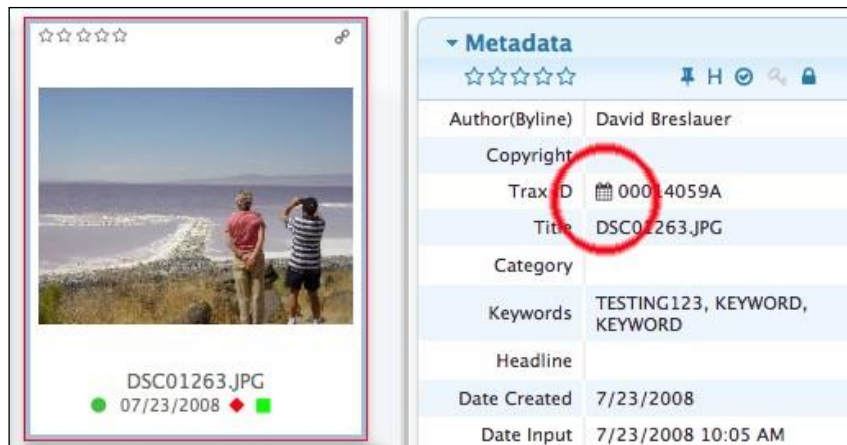 DSC01263.JPG
07/23/2008
Metadata
H
Author(Byline) David Breslauer
Copyright
Trax ID 00014059A
Title DSC01263.JPG
Category
Keywords TESTING123, KEYWORD,
KEYWORD
Headline
Date Created 7/23/2008
Date Input 7/23/2008 10:05 AM